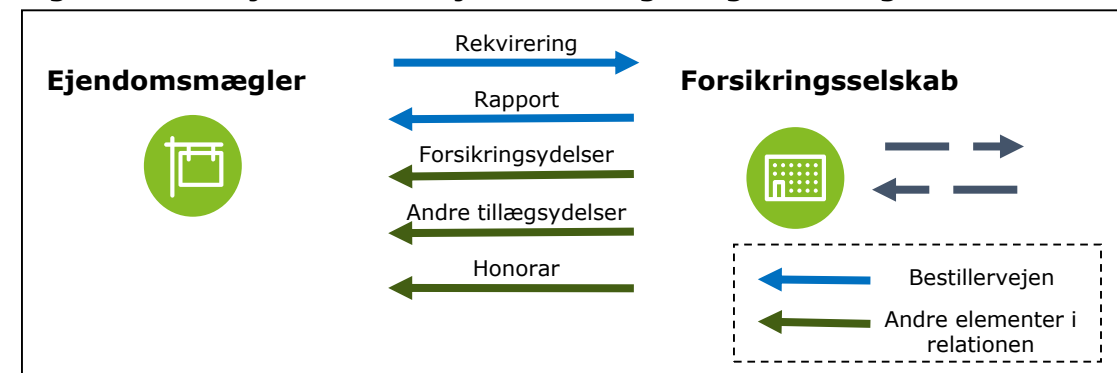 Rekvirering
Ejendomsmægler
Forsikringsselskab
Rapport
Forsikringsydelser
Andre tillægsydelser
Honorar
Bestillervejen
Andre elementer i
relationen